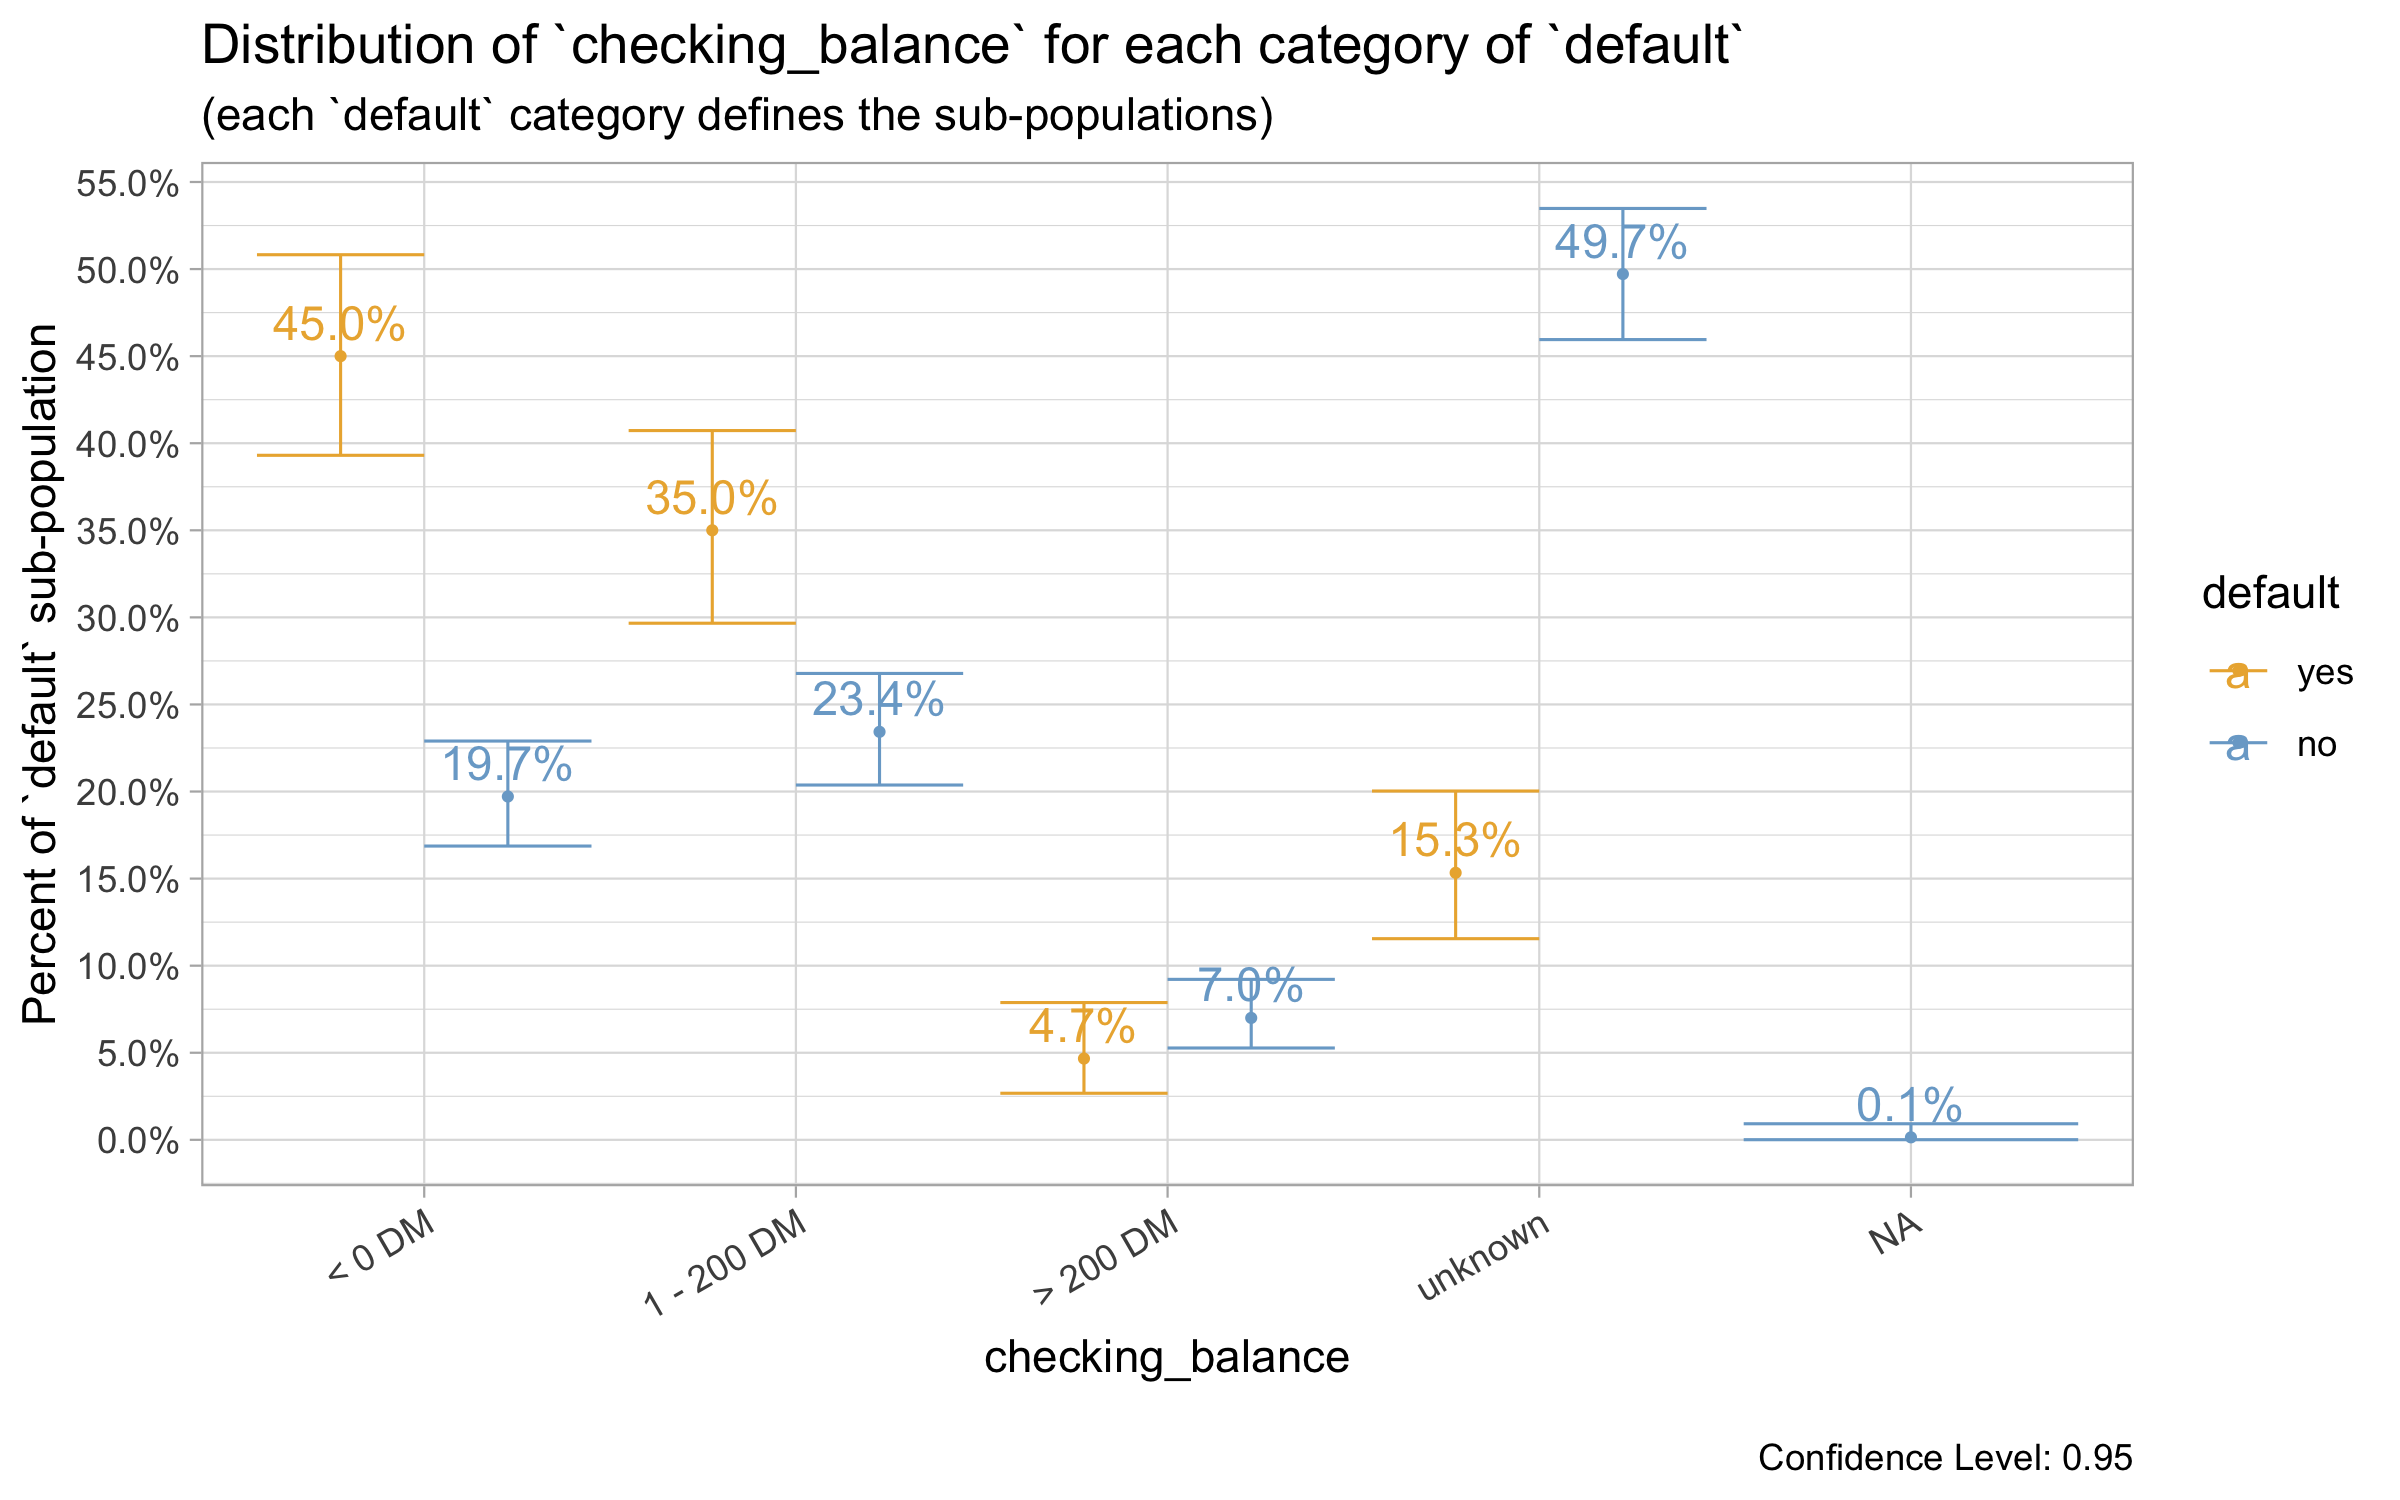 Distribution of `checking_balance` for each category of `default`
(each `default` category defines the sub-populations)
Percent of `default` sub-population
55.0%
50.0%
45.0%
40.0%
35.0%
30.0%
25.0%
20.0%
15.0%
10.0%
5.0%
0.0%
45.0%
19.7%
35.0%
23.4%
4.7%
7.0%
15.3%
49.7%
0.1%
< 0 DM
1 - 200 DM
> 200 DM
unknown
NA
checking_balance
default
a yes
a no
Confidence Level: 0.95